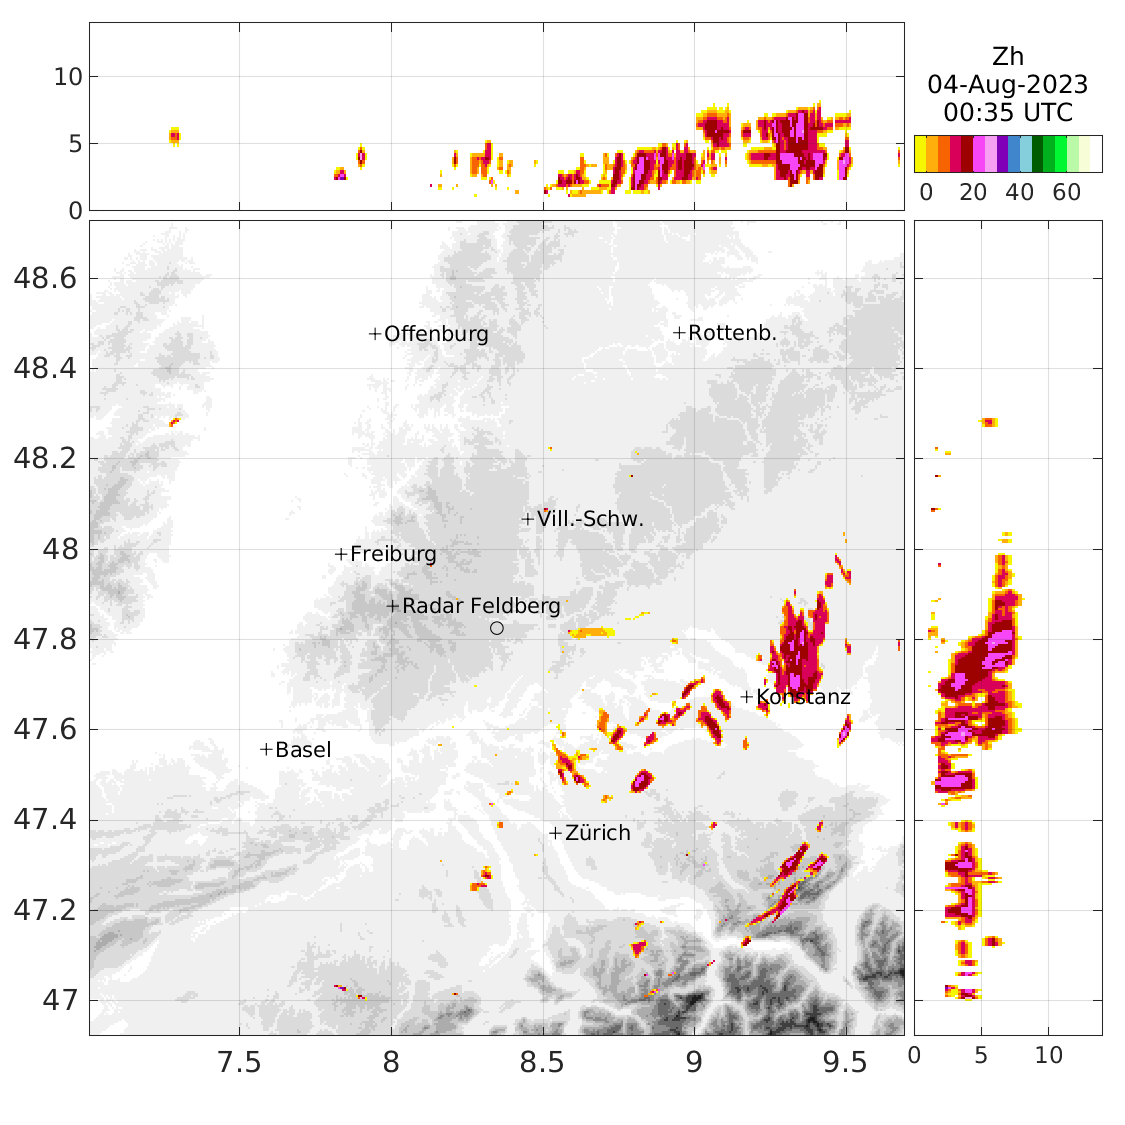 10
5
0
Zh
04-Aug-2023
00:35 UTC
0 20 40 60
48.6
48.4
48.2
48
47.8
47.6
47.4
47.2
47
Offenburg
Rottenb.
Vill.-Schw.
Freiburg
Radar Feldberg
Konstanz
Basel
Zürich
7.5 8 8.5 9 9.5
0 5 10